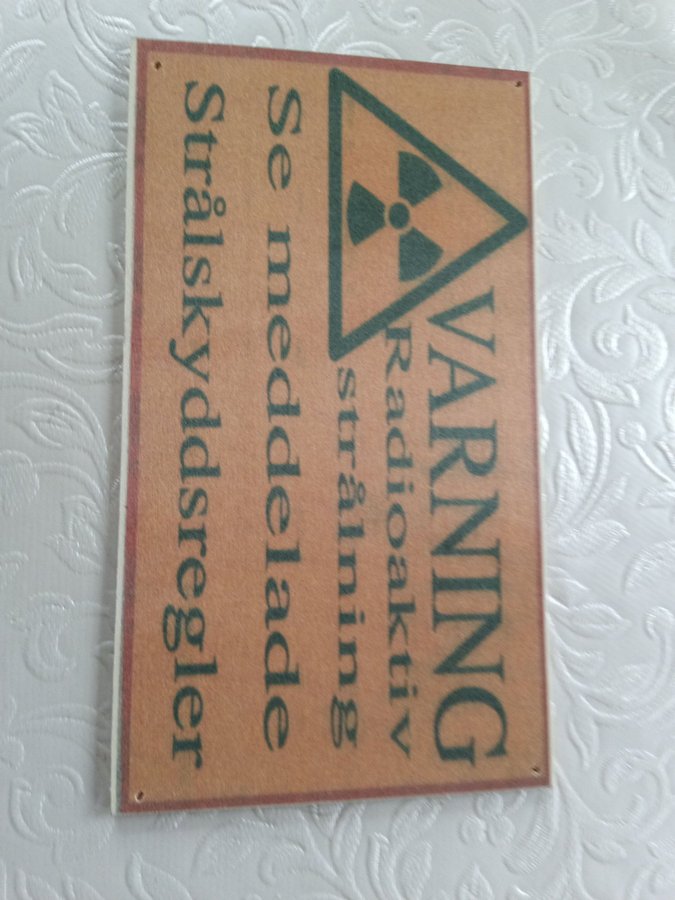 VARNING
Radioaktiv
strålning
Se meddelade
Strålskyddsregler